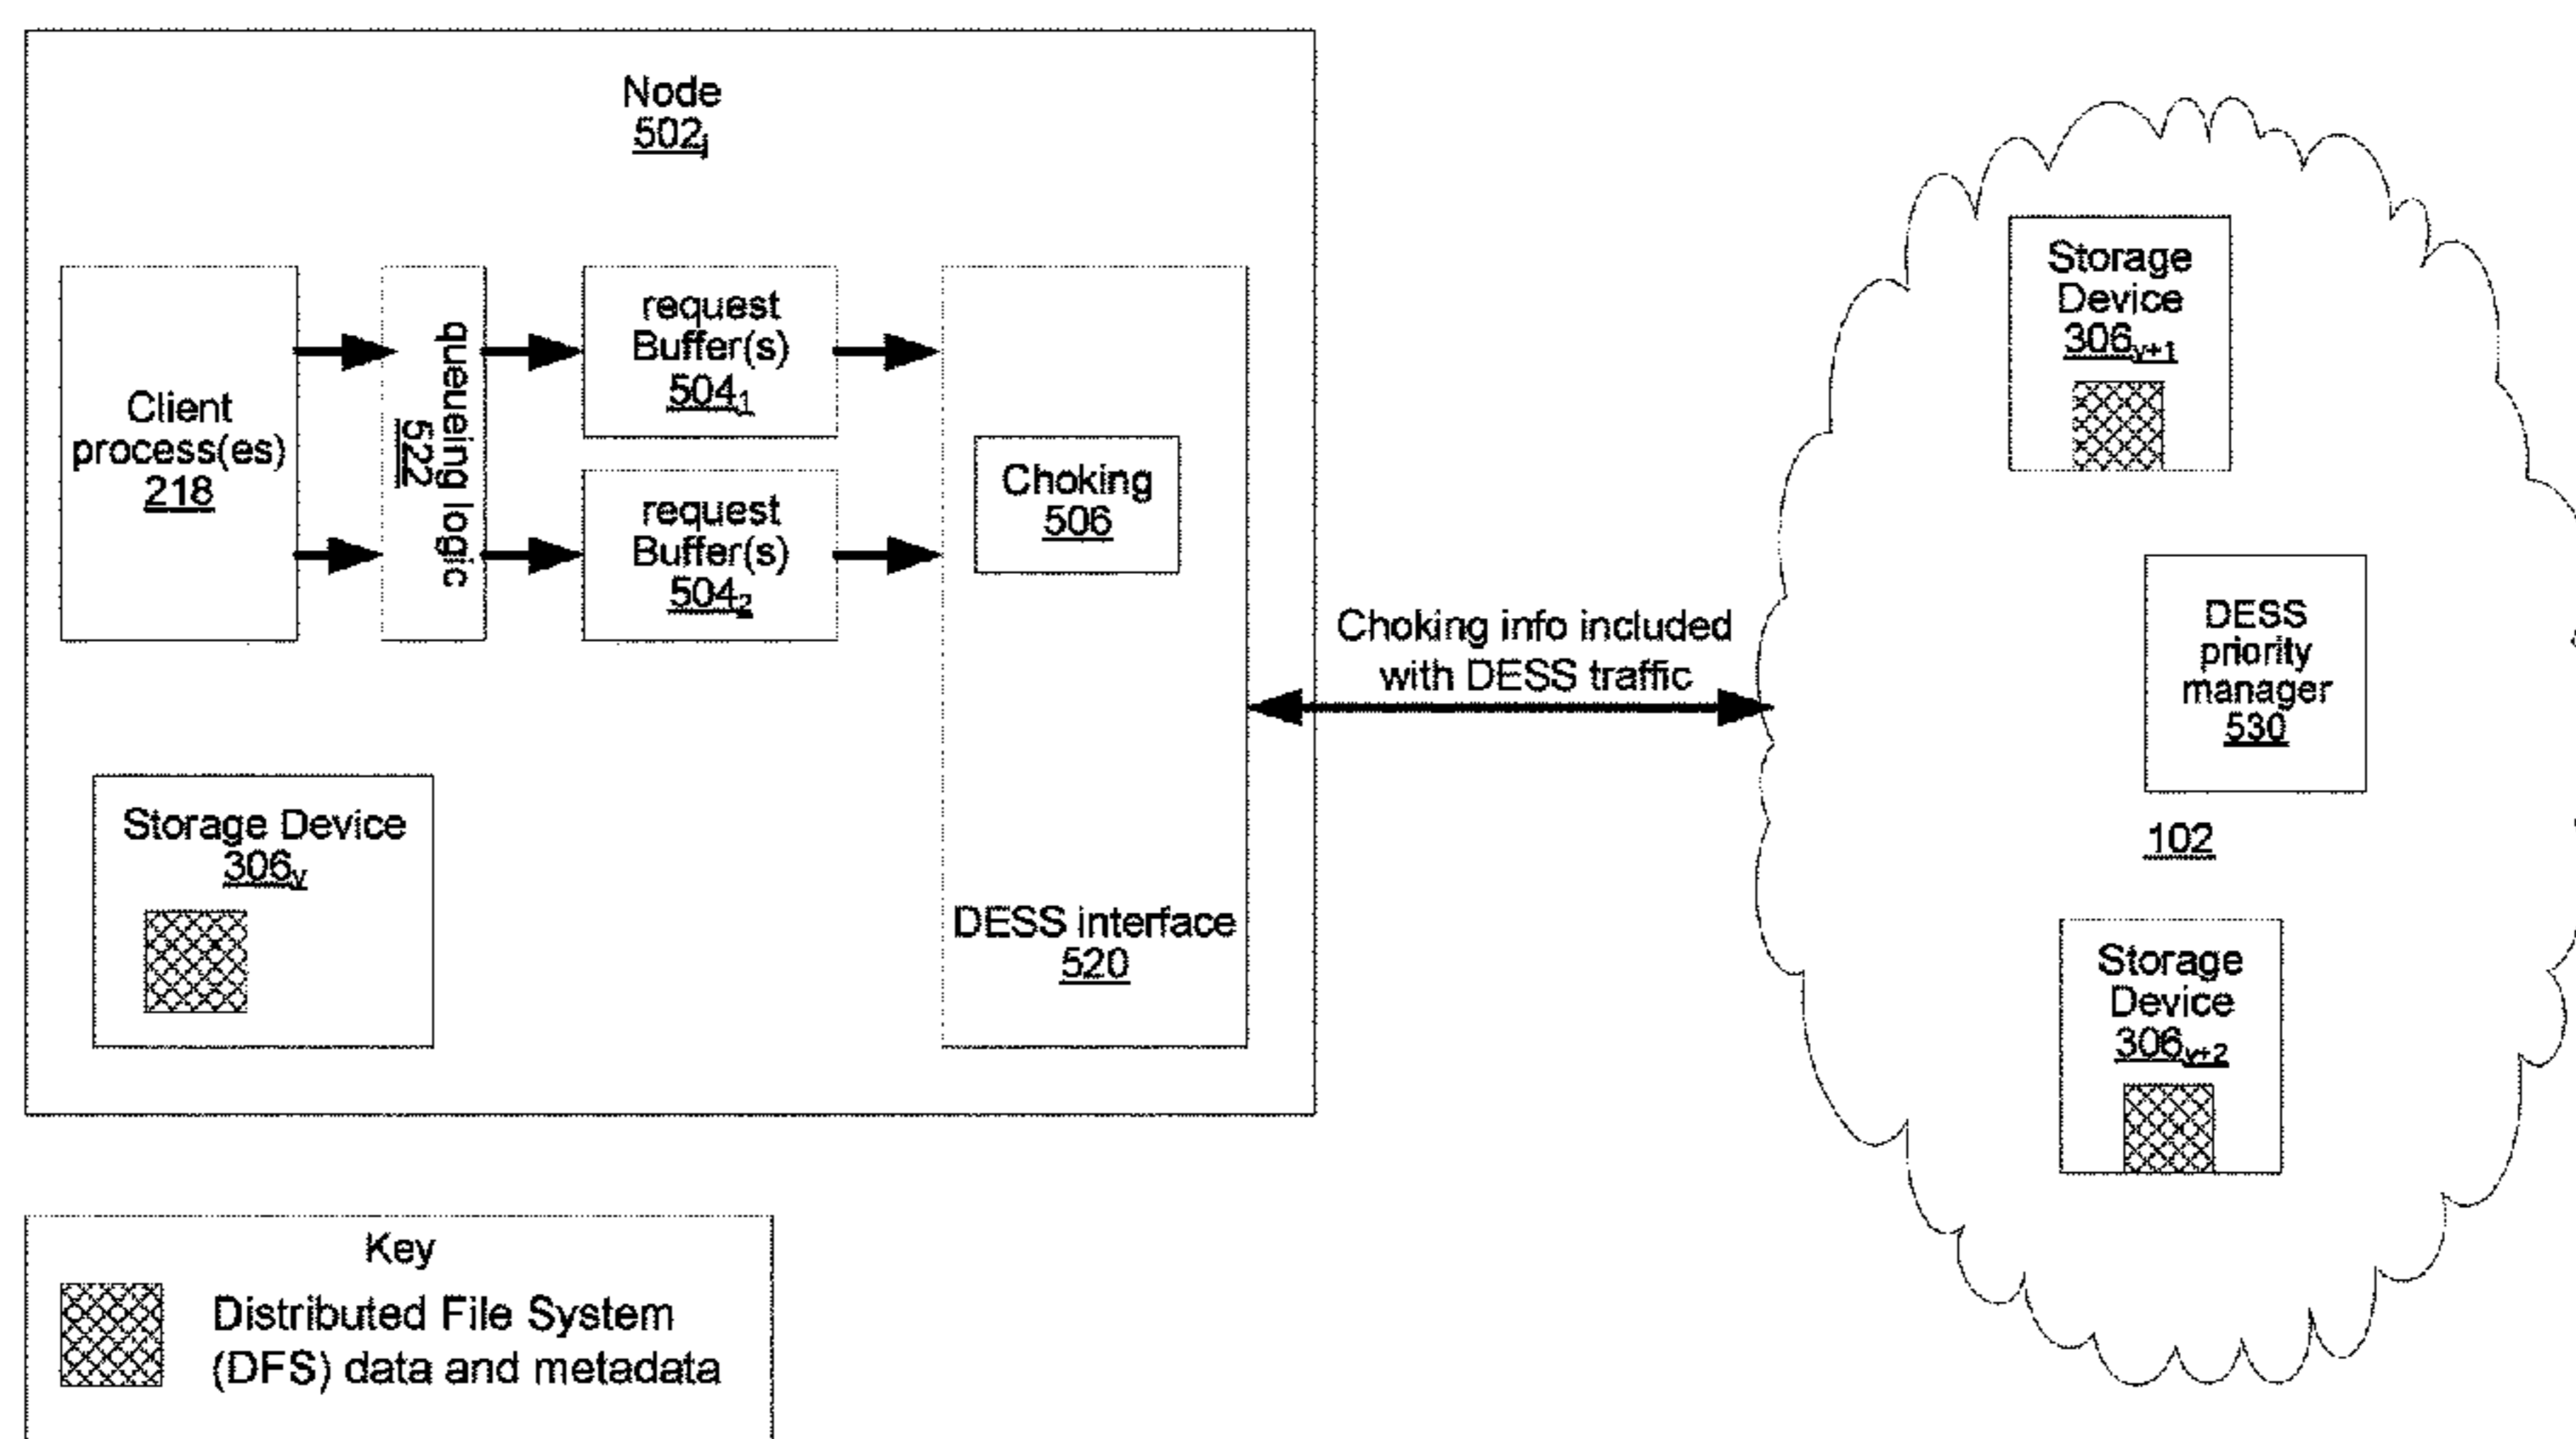 Node
502j
Client
process(es)
218
queueing logic
522
request
Buffer(s)
504₁
request
Buffer(s)
504₂
Choking
506
DESS interface
520
Storage Device
306ᵥ
Choking info included
with DESS traffic
Storage
Device
306ᵥ₊₁
DESS
priority
manager
530
102
Storage
Device
306ᵥ₊₂
Key
Distributed File System
(DFS) data and metadata